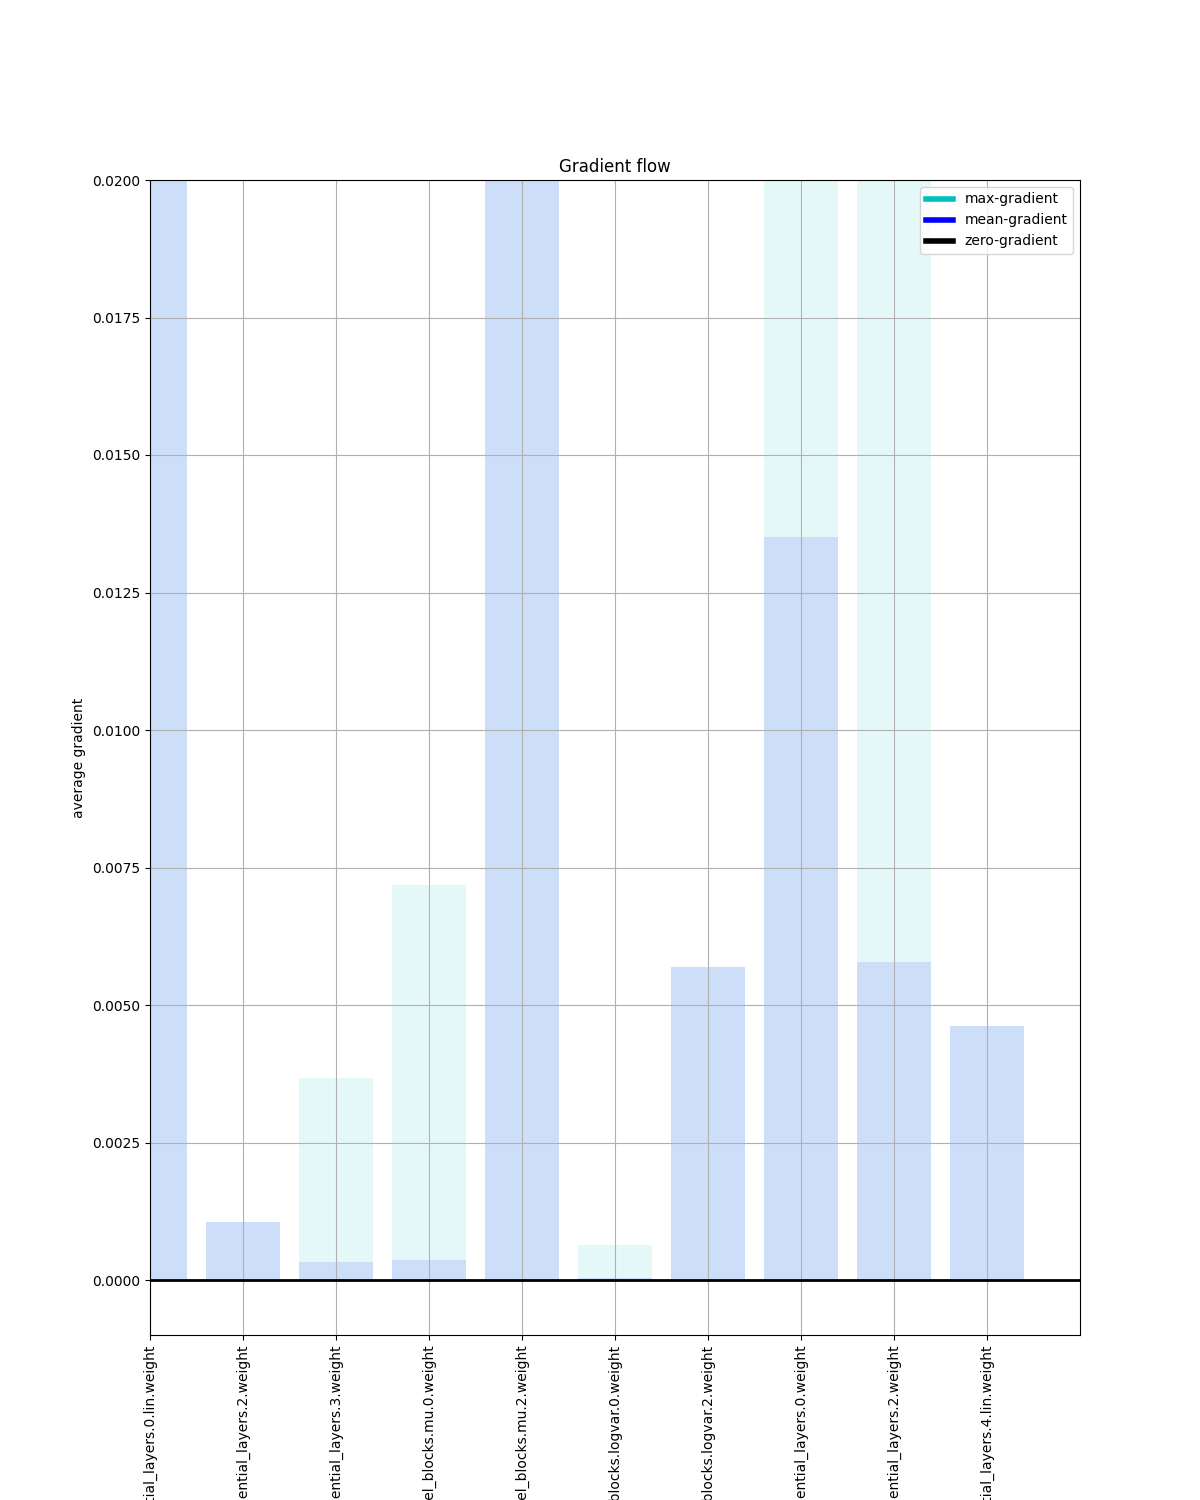 Gradient flow
max-gradient
mean-gradient
zero-gradient
0.0200
0.0175
0.0150
0.0125
0.0100
0.0075
0.0050
0.0025
0.0000
average gradient
tial_layers.0.lin.weight
ential_layers.2.weight
ential_layers.3.weight
el_blocks.mu.0.weight
el_blocks.mu.2.weight
blocks.logvar.0.weight
blocks.logvar.2.weight
ential_layers.0.weight
ential_layers.2.weight
tial_layers.4.lin.weight